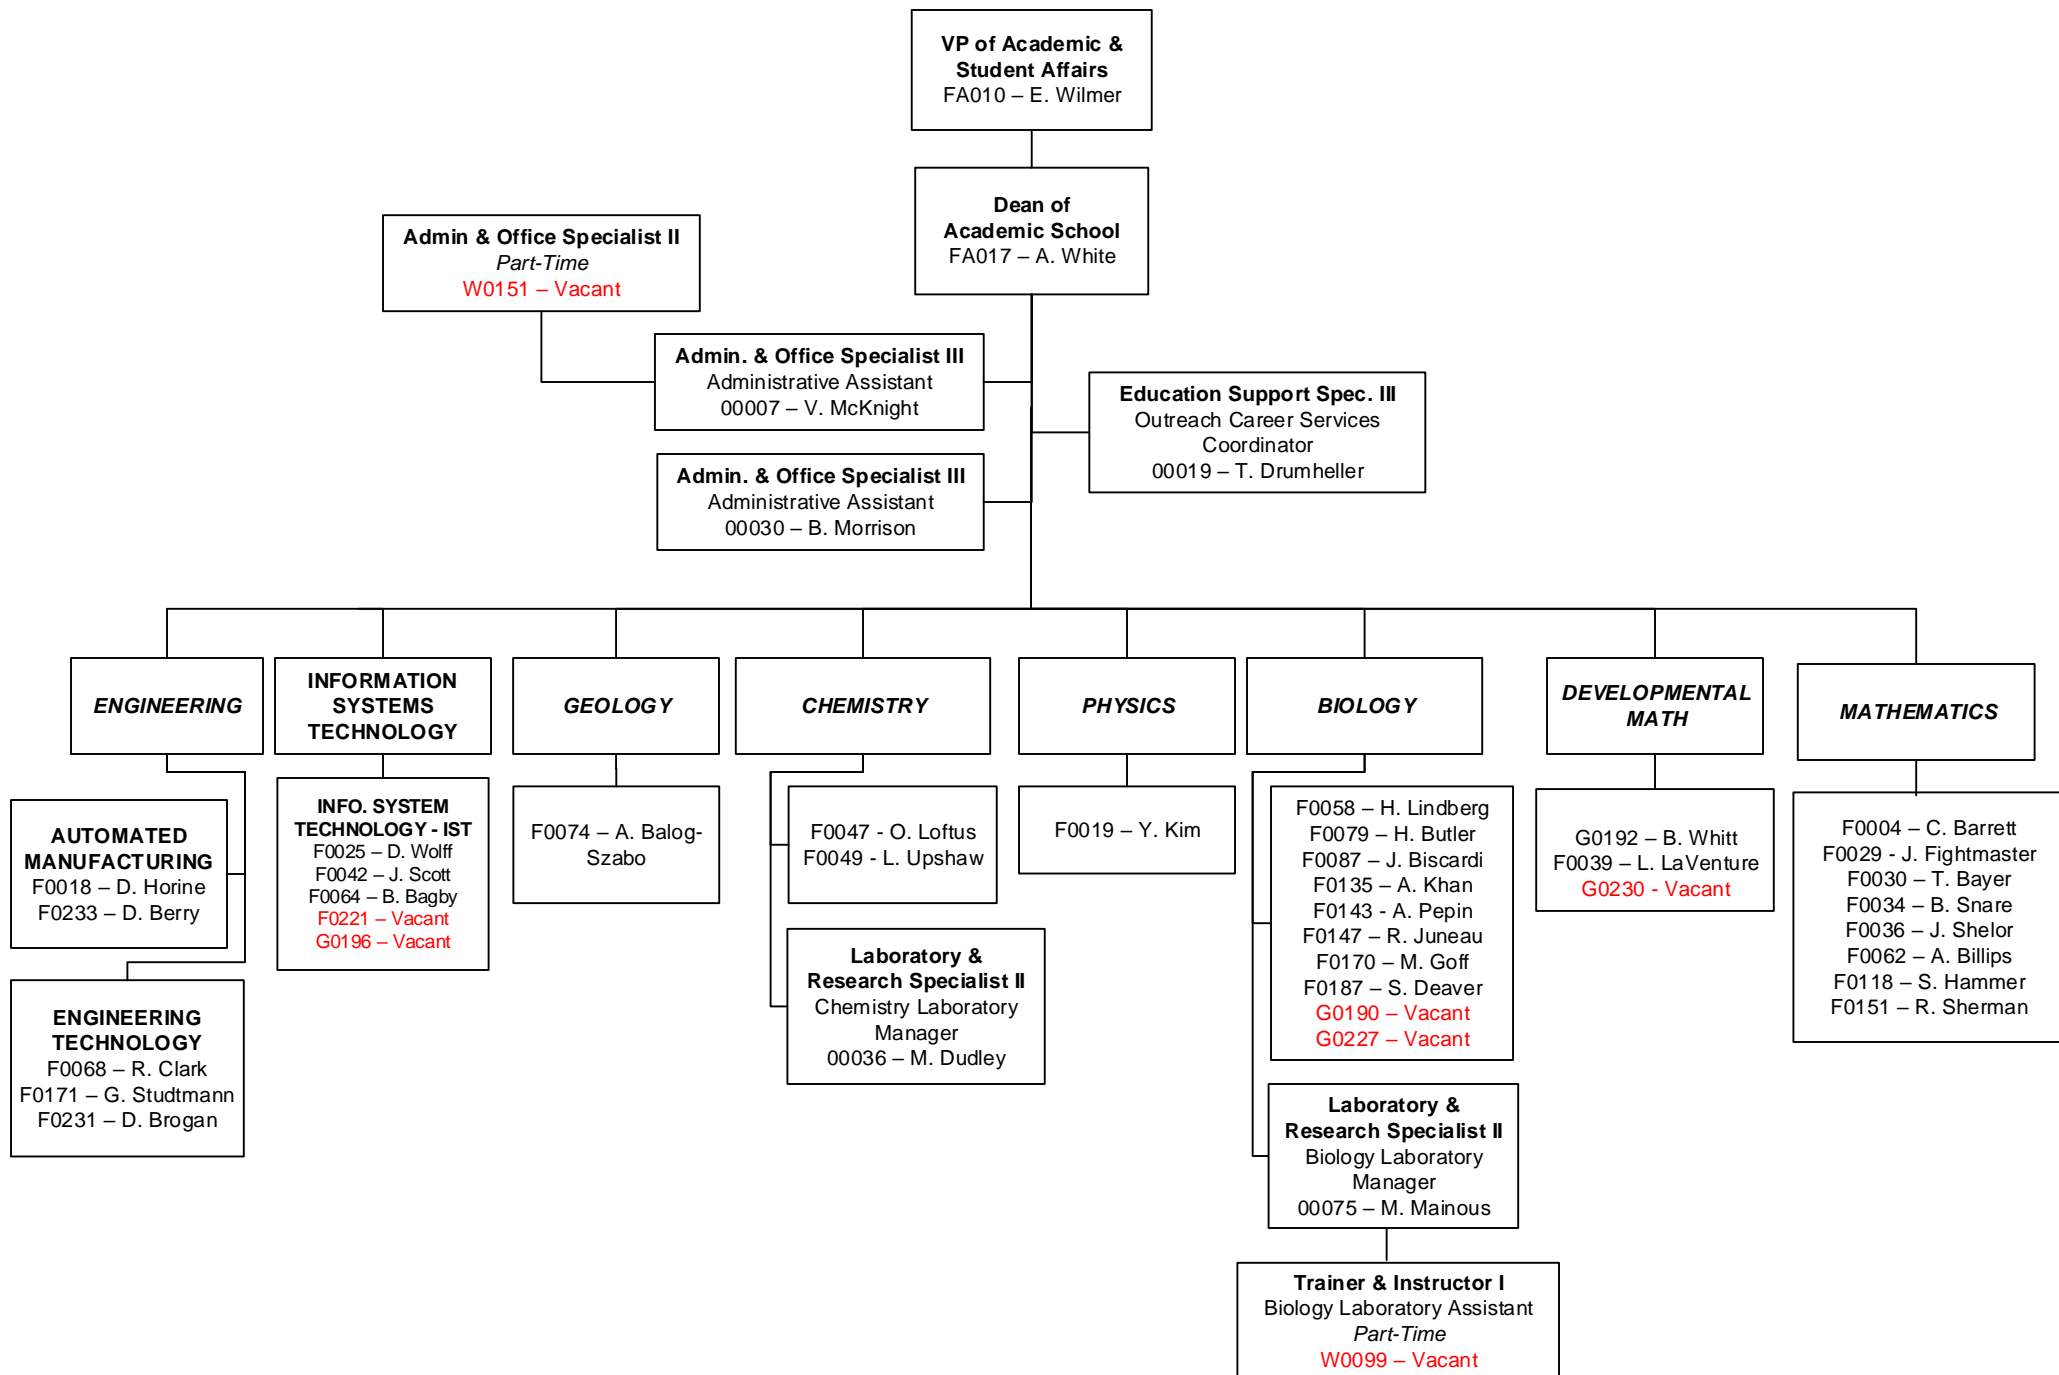 VP of Academic &
Student Affairs
FA010 – E. Wilmer
Dean of
Academic School
FA017 – A. White
Admin & Office Specialist II
Part-Time
W0151 – Vacant
Admin. & Office Specialist III
Administrative Assistant
00007 – V. McKnight
Education Support Spec. III
Outreach Career Services
Coordinator
00019 – T. Drumheller
Admin. & Office Specialist III
Administrative Assistant
00030 – B. Morrison
ENGINEERING
INFORMATION
SYSTEMS
TECHNOLOGY
GEOLOGY
CHEMISTRY
PHYSICS
BIOLOGY
DEVELOPMENTAL
MATH
MATHEMATICS
AUTOMATED
MANUFACTURING
F0018 – D. Horine
F0233 – D. Berry
ENGINEERING
TECHNOLOGY
F0068 – R. Clark
F0171 – G. Studtmann
F0231 – D. Brogan
INFO. SYSTEM
TECHNOLOGY - IST
F0025 – D. Wolff
F0042 – J. Scott
F0064 – B. Bagby
F0221 – Vacant
G0196 – Vacant
F0074 – A. Balog-
Szabo
F0047 - O. Loftus
F0049 - L. Upshaw
Laboratory &
Research Specialist II
Chemistry Laboratory
Manager
00036 – M. Dudley
F0019 – Y. Kim
F0058 – H. Lindberg
F0079 – H. Butler
F0087 – J. Biscardi
F0135 – A. Khan
F0143 - A. Pepin
F0147 – R. Juneau
F0170 – M. Goff
F0187 – S. Deaver
G0190 – Vacant
G0227 – Vacant
Laboratory &
Research Specialist II
Biology Laboratory
Manager
00075 – M. Mainous
Trainer & Instructor I
Biology Laboratory Assistant
Part-Time
W0099 – Vacant
G0192 – B. Whitt
F0039 – L. LaVenture
G0230 - Vacant
F0004 – C. Barrett
F0029 - J. Fightmaster
F0030 – T. Bayer
F0034 – B. Snare
F0036 – J. Shelor
F0062 – A. Billips
F0118 – S. Hammer
F0151 – R. Sherman